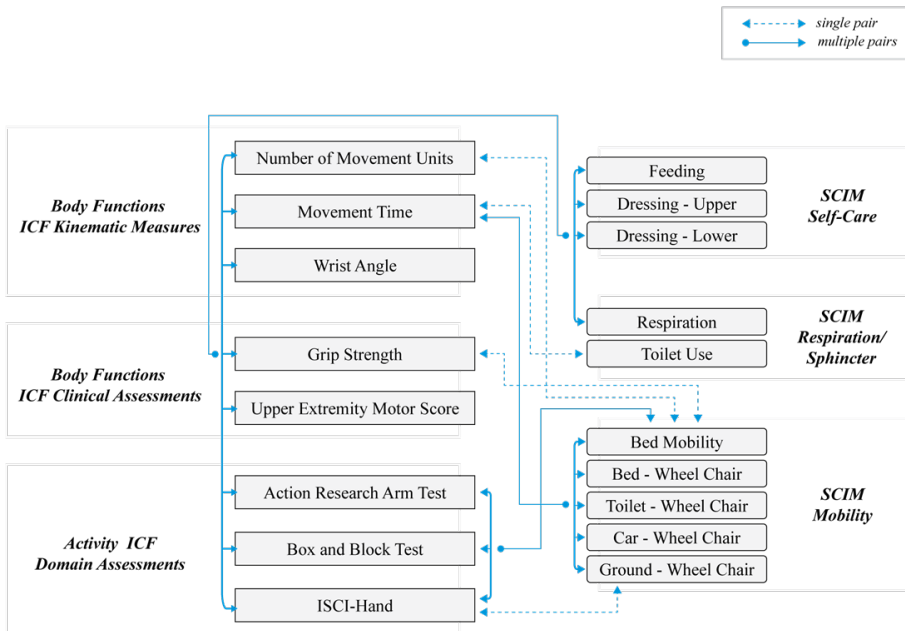 single pair
multiple pairs
Body Functions
ICF Kinematic Measures
Number of Movement Units
Movement Time
Wrist Angle
Body Functions
ICF Clinical Assessments
Grip Strength
Upper Extremity Motor Score
Activity ICF
Domain Assessments
Action Research Arm Test
Box and Block Test
ISCI-Hand
Feeding
Dressing - Upper
Dressing - Lower
SCIM
Self-Care
Respiration
Toilet Use
SCIM
Respiration/
Sphincter
Bed Mobility
Bed - Wheel Chair
Toilet - Wheel Chair
Car - Wheel Chair
Ground - Wheel Chair
SCIM
Mobility